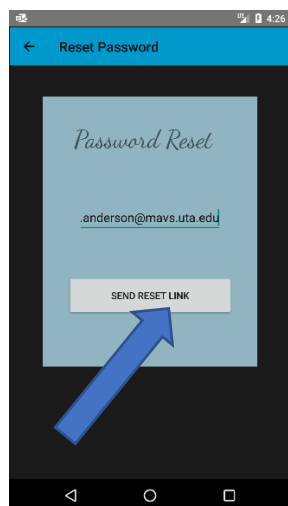 4:26
Reset Password
Password Reset
.anderson@mavs.uta.edu
SEND RESET LINK